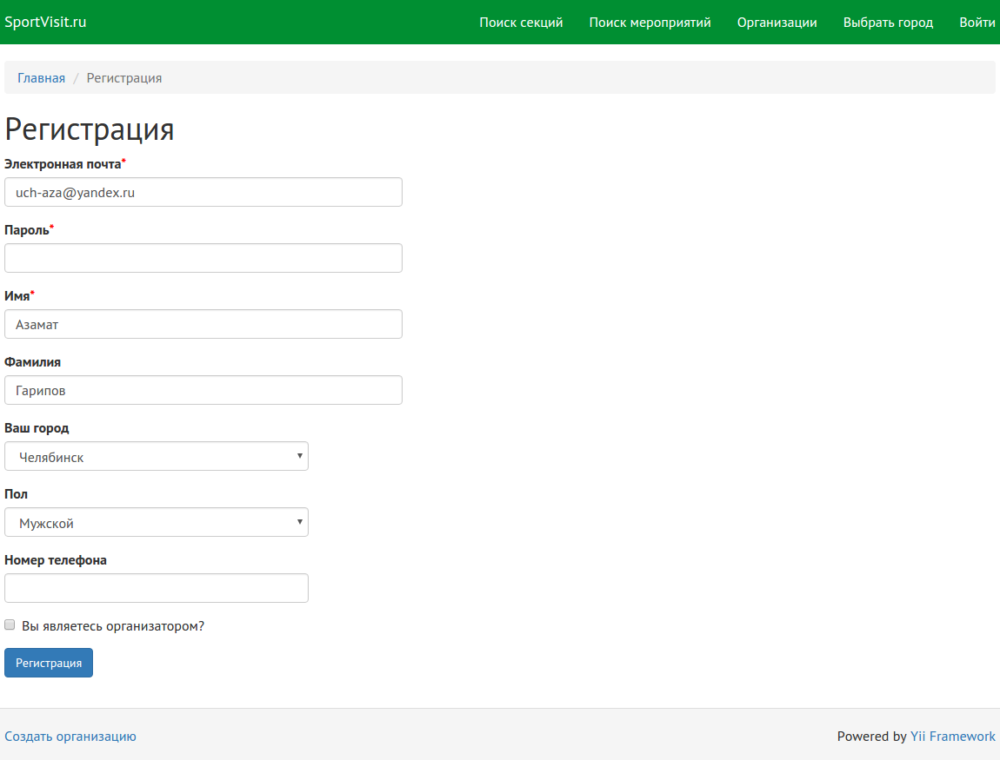 SportVisit.ru Поиск секций Поиск мероприятий Организации Выбрать город Войти
Главная / Регистрация
Регистрация
Электронная почта*
uch-aza@yandex.ru
Пароль*
Имя*
Азамат
Фамилия
Гарипов
Ваш город
Челябинск
Пол
Мужской
Номер телефона
Вы являетесь организатором?
Регистрация
Создать организацию Powered by Yii Framework